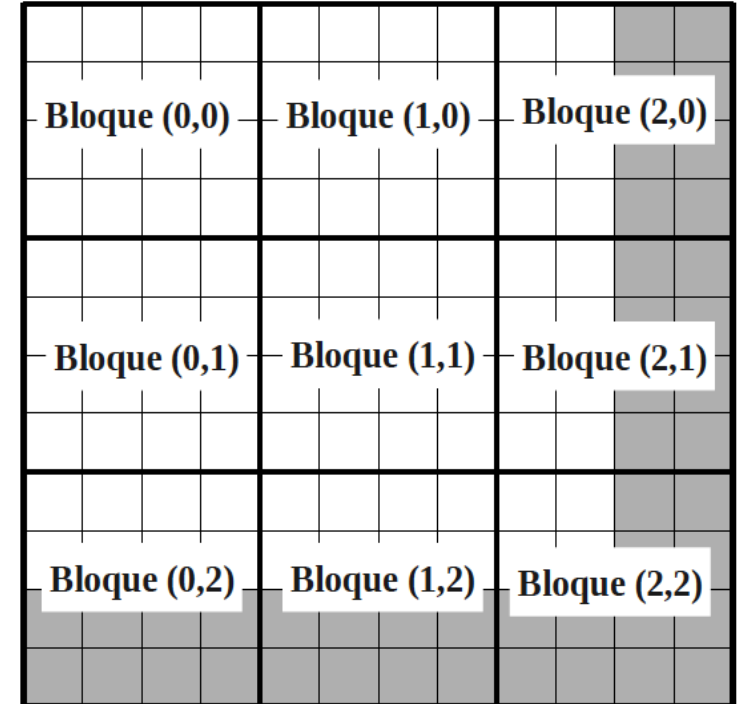 Bloque (0,0)
Bloque (1,0)
Bloque (2,0)
Bloque (0,1)
Bloque (1,1)
Bloque (2,1)
Bloque (0,2)
Bloque (1,2)
Bloque (2,2)